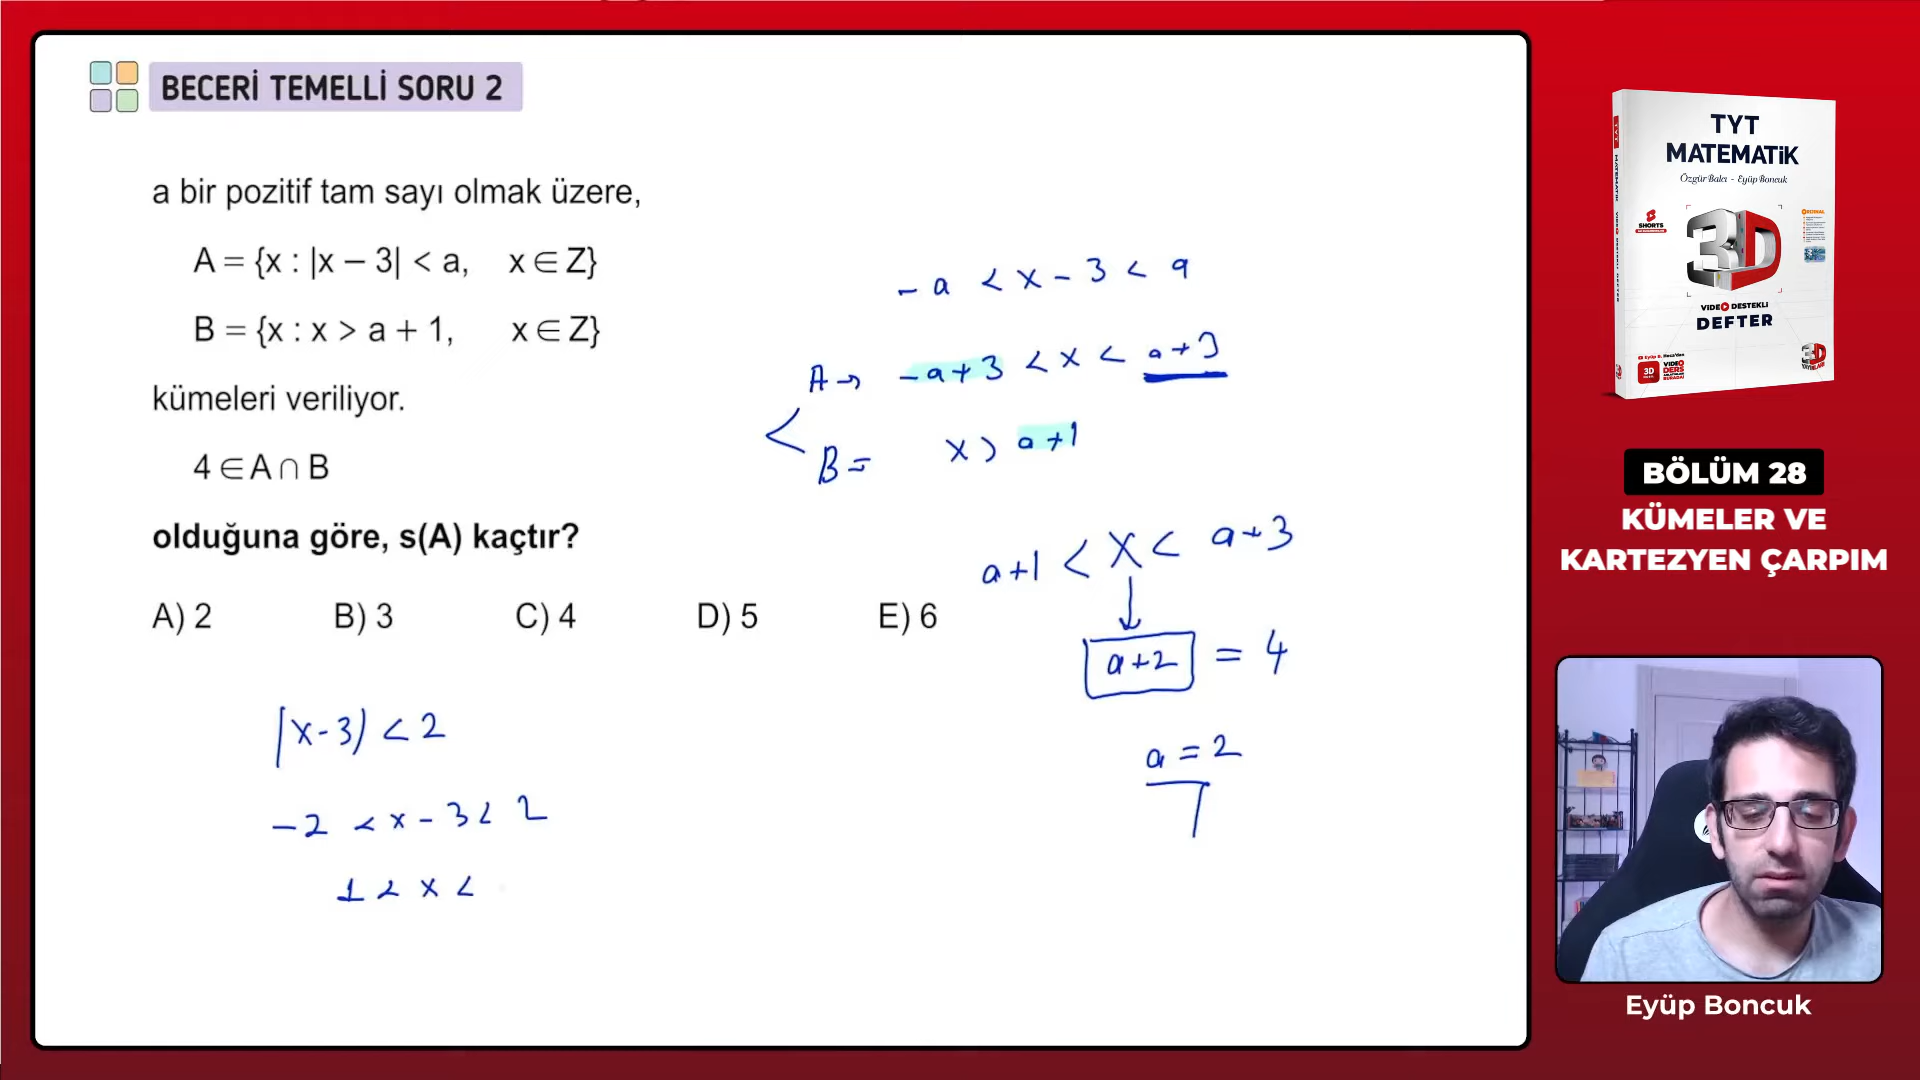 BECERİ TEMELLİ SORU 2
a bir pozitif tam sayı olmak üzere,
A = {x : |x − 3| < a, x ∈ Z}
B = {x : x > a + 1, x ∈ Z}
kümeleri veriliyor.
4 ∈ A ∩ B
olduğuna göre, s(A) kaçtır?
A) 2 B) 3 C) 4 D) 5 E) 6
|x-3| < 2
-2 < x-3 < 2
1 < x <
-a < x-3 < a
A → -a+3 < x < a+3
B = x > a+1
a+1 < x < a+3
a+2 = 4
a = 2
TYT
MATEMATİK
Özgür Balcı - Eyüp Boncuk
SHORTS
3D
VIDEO DESTEKLİ
DEFTER
BÖLÜM 28
KÜMELER VE
KARTEZYEN ÇARPIM
Eyüp Boncuk